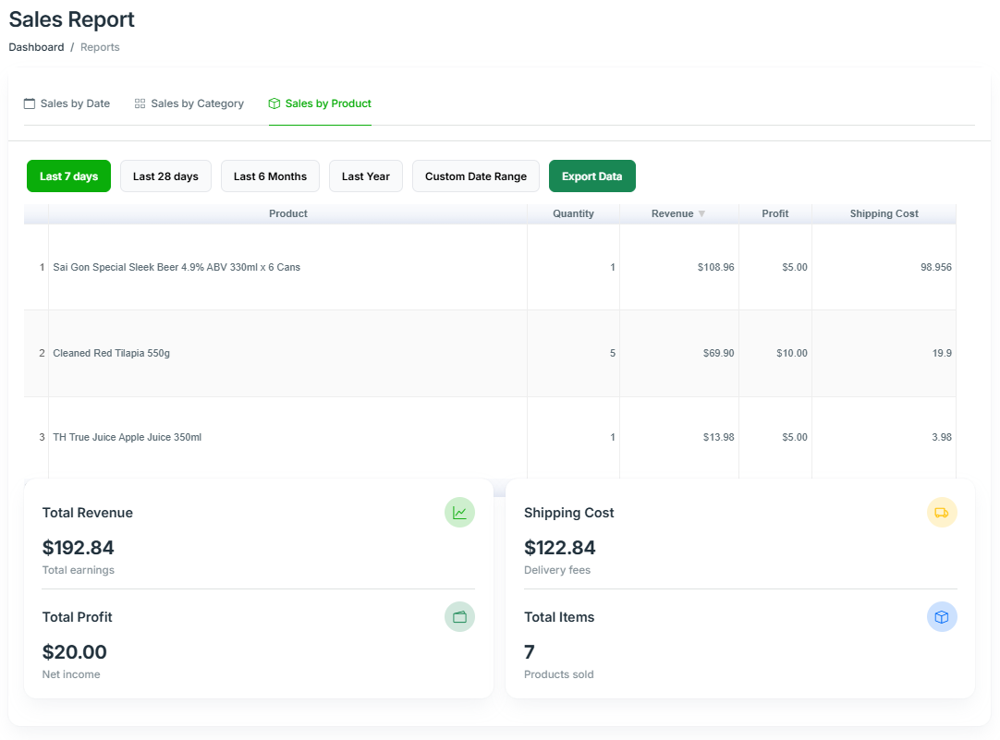 Sales Report
Dashboard / Reports
Sales by Date Sales by Category Sales by Product
Last 7 days Last 28 days Last 6 Months Last Year Custom Date Range Export Data
Product Quantity Revenue ▼ Profit Shipping Cost
1 Sai Gon Special Sleek Beer 4.9% ABV 330ml x 6 Cans 1 $108.96 $5.00 98.956
2 Cleaned Red Tilapia 550g 5 $69.90 $10.00 19.9
3 TH True Juice Apple Juice 350ml 1 $13.98 $5.00 3.98
Total Revenue
$192.84
Total earnings
Total Profit
$20.00
Net income
Shipping Cost
$122.84
Delivery fees
Total Items
7
Products sold